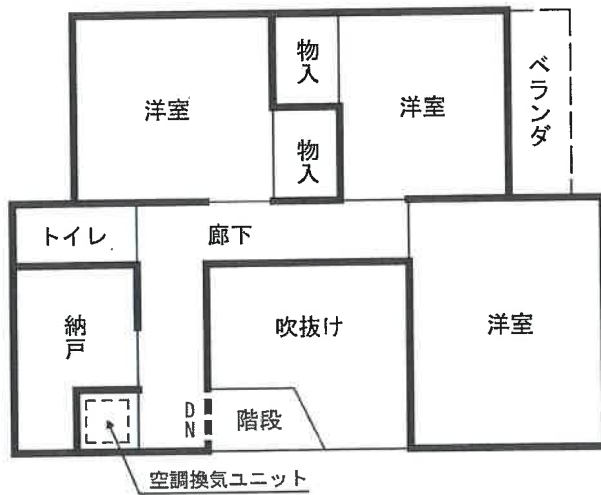 物入
洋室
洋室
ベランダ
物入
トイレ
廊下
納戸
吹抜け
洋室
DN
階段
空調換気ユニット